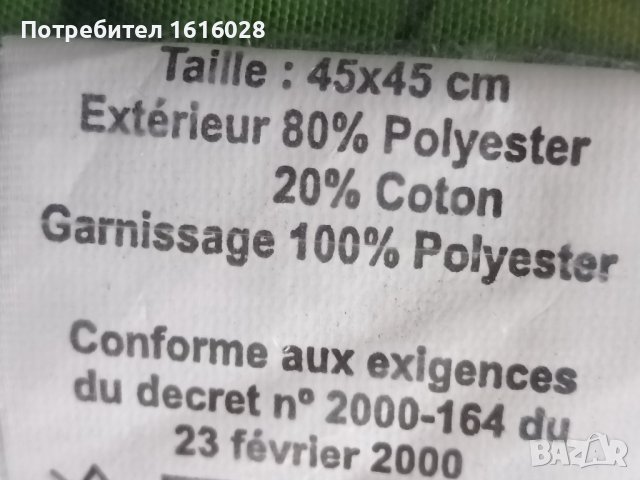 Потребител 1616028
Taille : 45x45 cm
Extérieur 80% Polyester
20% Coton
Garnissage 100% Polyester
Conforme aux exigences
du decret nº 2000-164 du
23 février 2000
BAZAR